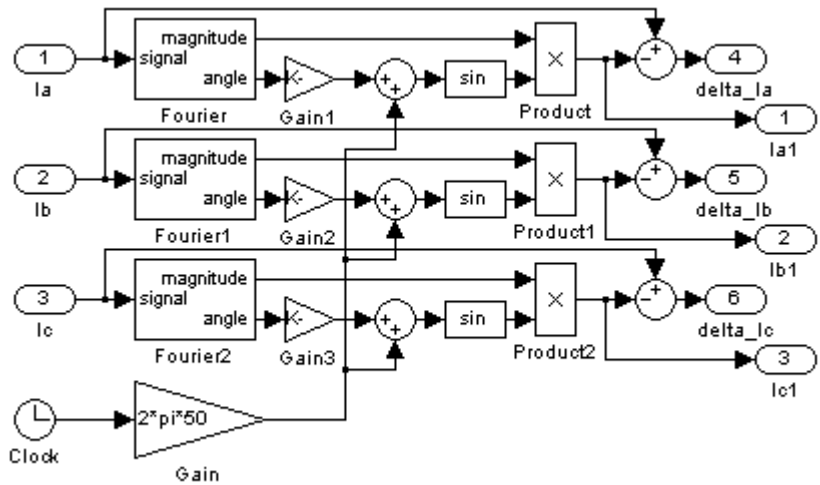 1
Ia
magnitude
signal
angle
Fourier
K-
Gain1
+
+
sin
×
Product
+
−
4
delta_Ia
1
Ia1
2
Ib
magnitude
signal
angle
Fourier1
K-
Gain2
+
+
sin
×
Product1
+
−
5
delta_Ib
2
Ib1
3
Ic
magnitude
signal
angle
Fourier2
K-
Gain3
+
+
sin
×
Product2
+
−
6
delta_Ic
3
Ic1
Clock
2*pi*50
Gain